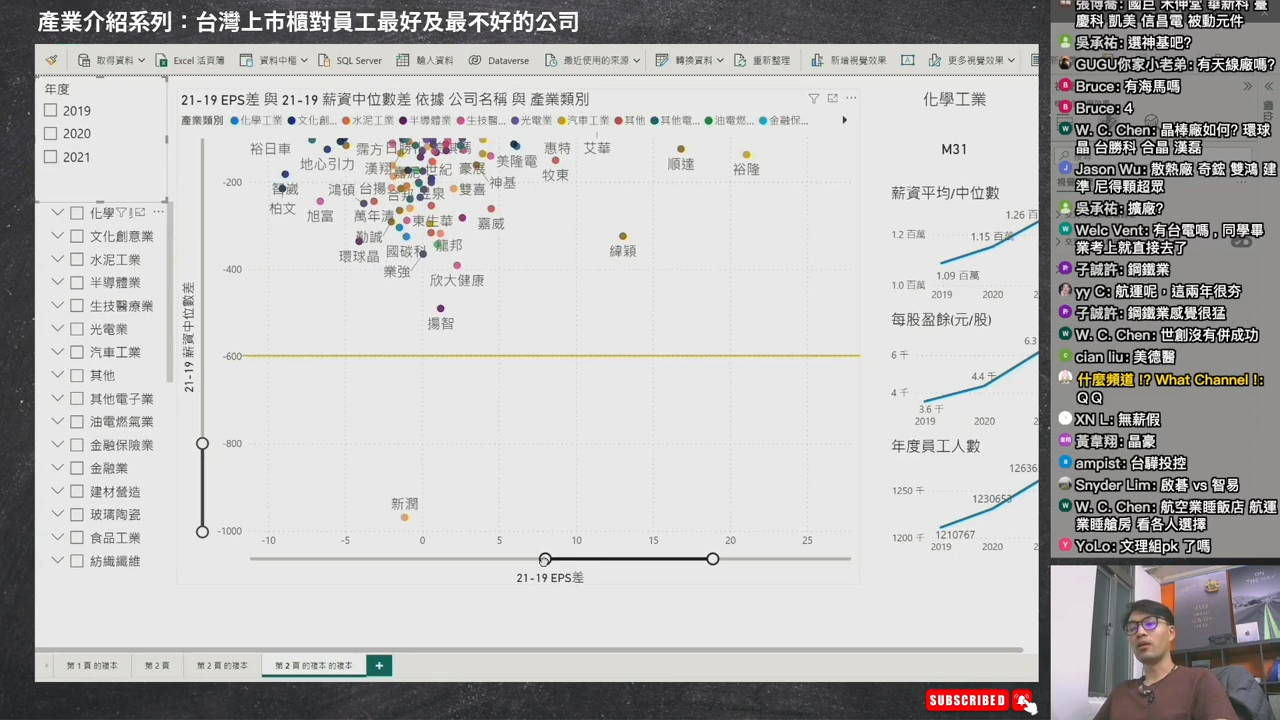 產業介紹系列：台灣上市櫃對員工最好及最不好的公司
取得資料
Excel 活頁簿
資料中樞
SQL Server
輸入資料
Dataverse
最近使用的來源
轉換資料
重新整理
新增視覺效果
更多視覺效果
年度
2019
2020
2021
化學
文化創意業
水泥工業
半導體業
生技醫療業
光電業
汽車工業
其他
其他電子業
油電燃氣業
金融保險業
金融業
建材營造
玻璃陶瓷
食品工業
紡織纖維
21-19 EPS差 與 21-19 薪資中位數差 依據 公司名稱 與 產業類別
產業類別 化學工業 文化創... 水泥工業 半導體業 生技醫... 光電業 汽車工業 其他 其他電... 油電燃... 金融保...
21-19 薪資中位數差
-200
-400
-600
-800
-1000
裕日車
地心引力
美隆電
惠特
艾華
順達
裕隆
漢翔
世紀
豪展
神基
牧東
智崴
柏文
鴻碩
台揚
雙喜
旭富
萬年清
東生華
嘉威
勤誠
環球晶
國碳科
龍邦
緯穎
業強
欣大健康
揚智
新潤
-10 -5 0 5 10 15 20 25
21-19 EPS差
化學工業
M31
薪資平均/中位數
1.26 百
1.2 百萬
1.15 百萬
1.09 百萬
1.0 百萬
2019 2020
每股盈餘(元/股)
6.3
6 千
4.4 千
4 千
3.6 千
2019 2020
年度員工人數
12636
1250 千
1230653
1200 千
1210767
2019 2020
第 1 頁 的複本
第 2 頁
第 2 頁 的複本
第 2 頁 的複本 的複本
慶科 凱美 信昌電 被動元件
吳承祐: 選神基吧?
GUGU你家小老弟: 有天線廠嗎?
Bruce: 有海馬嗎
Bruce: 4
W. C. Chen: 晶棒廠如何? 環球
晶 台勝科 合晶 漢磊
Jason Wu: 散熱廠 奇鋐 雙鴻 建
準 尼得科超眾
吳承祐: 擴廠?
Welc Vent: 有台電嗎 , 同學畢
業考上就直接去了
子誠許: 鋼鐵業
yy C: 航運呢，這兩年很夯
子誠許: 鋼鐵業感覺很猛
W. C. Chen: 世創沒有併成功
cian liu: 美德醫
什麼頻道 !? What Channel !:
Q Q
XN L: 無薪假
黃韋翔: 晶豪
ampist: 台驊投控
Snyder Lim: 啟碁 vs 智易
W. C. Chen: 航空業睡飯店 航運
業睡艙房 看各人選擇
YoLo: 文理組pk 了嗎
SUBSCRIBED